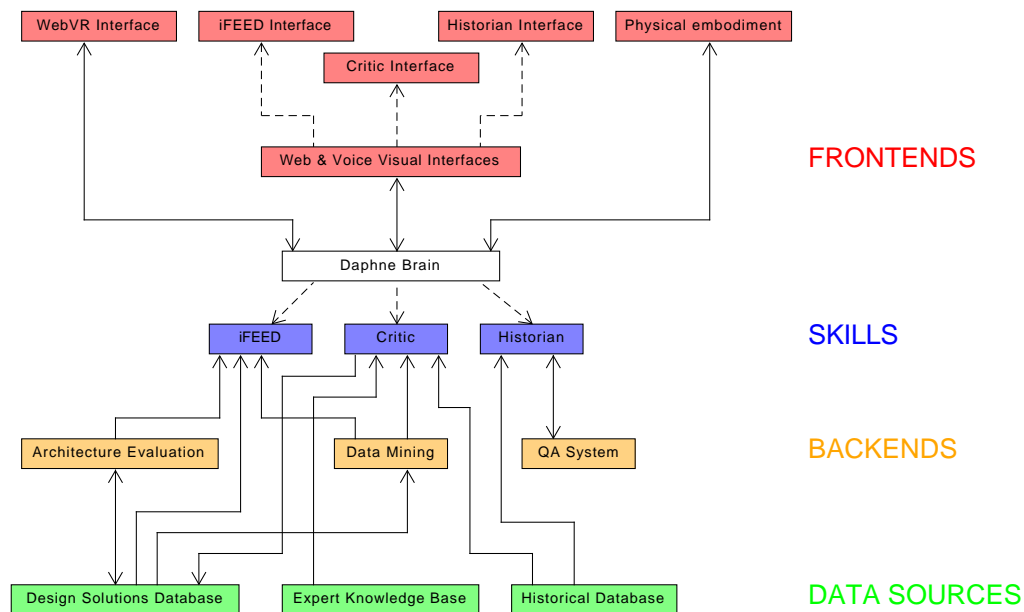 WebVR Interface
iFEED Interface
Historian Interface
Physical embodiment
Critic Interface
Web & Voice Visual Interfaces
FRONTENDS
Daphne Brain
iFEED
Critic
Historian
SKILLS
Architecture Evaluation
Data Mining
QA System
BACKENDS
Design Solutions Database
Expert Knowledge Base
Historical Database
DATA SOURCES